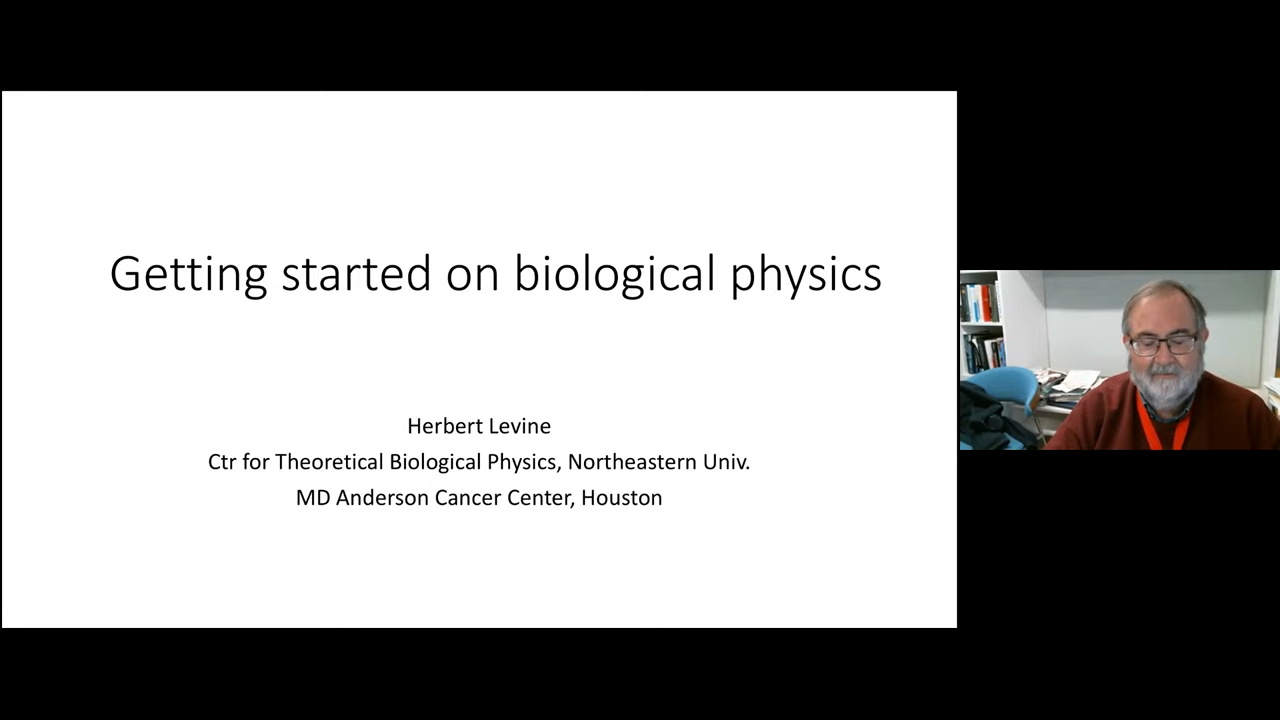 Getting started on biological physics
Herbert Levine
Ctr for Theoretical Biological Physics, Northeastern Univ.
MD Anderson Cancer Center, Houston